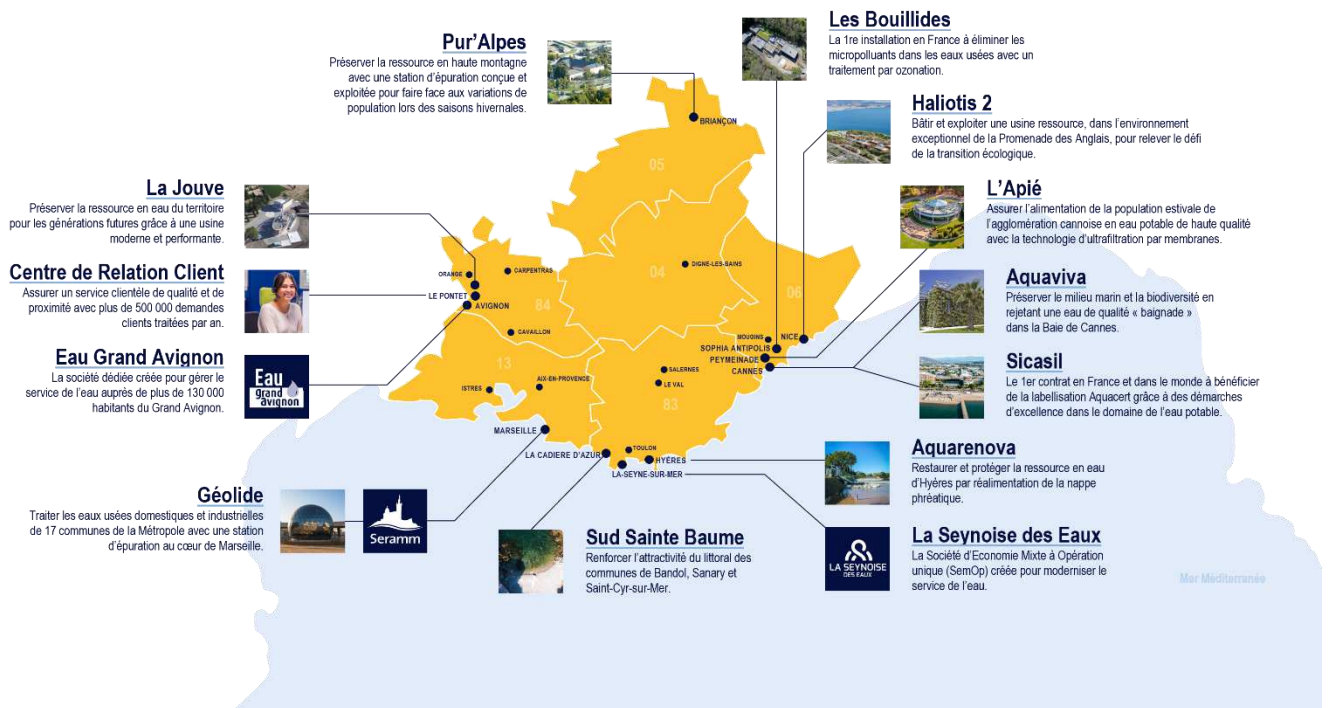 Pur'Alpes
Préserver la ressource en haute montagne
avec une station d'épuration conçue et
exploitée pour faire face aux variations de
population lors des saisons hivernales.
Les Bouillides
La 1re installation en France à éliminer les
micropolluants dans les eaux usées avec un
traitement par ozonation.
Haliotis 2
Bâtir et exploiter une usine ressource, dans l'environnement
exceptionnel de la Promenade des Anglais, pour relever le défi
de la transition écologique.
La Jouve
Préserver la ressource en eau du territoire
pour les générations futures grâce à une usine
moderne et performante.
L'Apié
Assurer l'alimentation de la population estivale de
l'agglomération cannoise en eau potable de haute qualité
avec la technologie d'ultrafiltration par membranes.
Centre de Relation Client
Assurer un service clientèle de qualité et de
proximité avec plus de 500 000 demandes
clients traitées par an.
Aquaviva
Préserver le milieu marin et la biodiversité en
rejetant une eau de qualité « baignade »
dans la Baie de Cannes.
Eau Grand Avignon
La société dédiée créée pour gérer le
service de l'eau auprès de plus de 130 000
habitants du Grand Avignon.
Eau
grand
avignon
Sicasil
Le 1er contrat en France et dans le monde à bénéficier
de la labellisation Aquacert grâce à des démarches
d'excellence dans le domaine de l'eau potable.
BRIANÇON
05
ORANGE
CARPENTRAS
LE PONTET
AVIGNON
84
CAVAILLON
04
DIGNE-LES-BAINS
06
MOUGINS
NICE
SOPHIA ANTIPOLIS
PEYMEINADE
CANNES
13
ISTRES
AIX-EN-PROVENCE
SALERNES
LE VAL
83
MARSEILLE
LA CADIERE D'AZUR
TOULON
HYÈRES
LA-SEYNE-SUR-MER
Aquarenova
Restaurer et protéger la ressource en eau
d'Hyères par réalimentation de la nappe
phréatique.
Géolide
Traiter les eaux usées domestiques et industrielles
de 17 communes de la Métropole avec une station
d'épuration au cœur de Marseille.
Seramm
Sud Sainte Baume
Renforcer l'attractivité du littoral des
communes de Bandol, Sanary et
Saint-Cyr-sur-Mer.
LA SEYNOISE
DES EAUX
La Seynoise des Eaux
La Société d'Economie Mixte à Opération
unique (SemOp) créée pour moderniser le
service de l'eau.
Mer Méditerranée